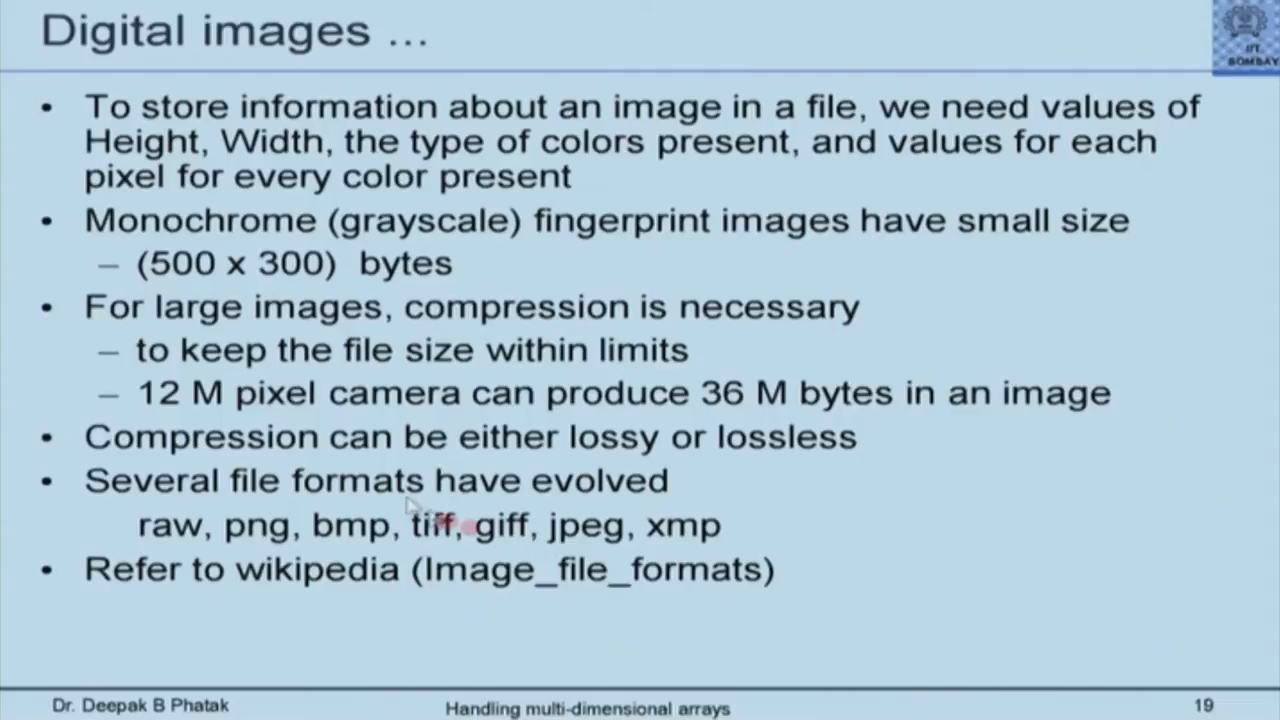 Digital images ...
IIT BOMBAY
• To store information about an image in a file, we need values of
Height, Width, the type of colors present, and values for each
pixel for every color present
• Monochrome (grayscale) fingerprint images have small size
– (500 x 300) bytes
• For large images, compression is necessary
– to keep the file size within limits
– 12 M pixel camera can produce 36 M bytes in an image
• Compression can be either lossy or lossless
• Several file formats have evolved
raw, png, bmp, tiff, giff, jpeg, xmp
• Refer to wikipedia (Image_file_formats)
Dr. Deepak B Phatak
Handling multi-dimensional arrays
19